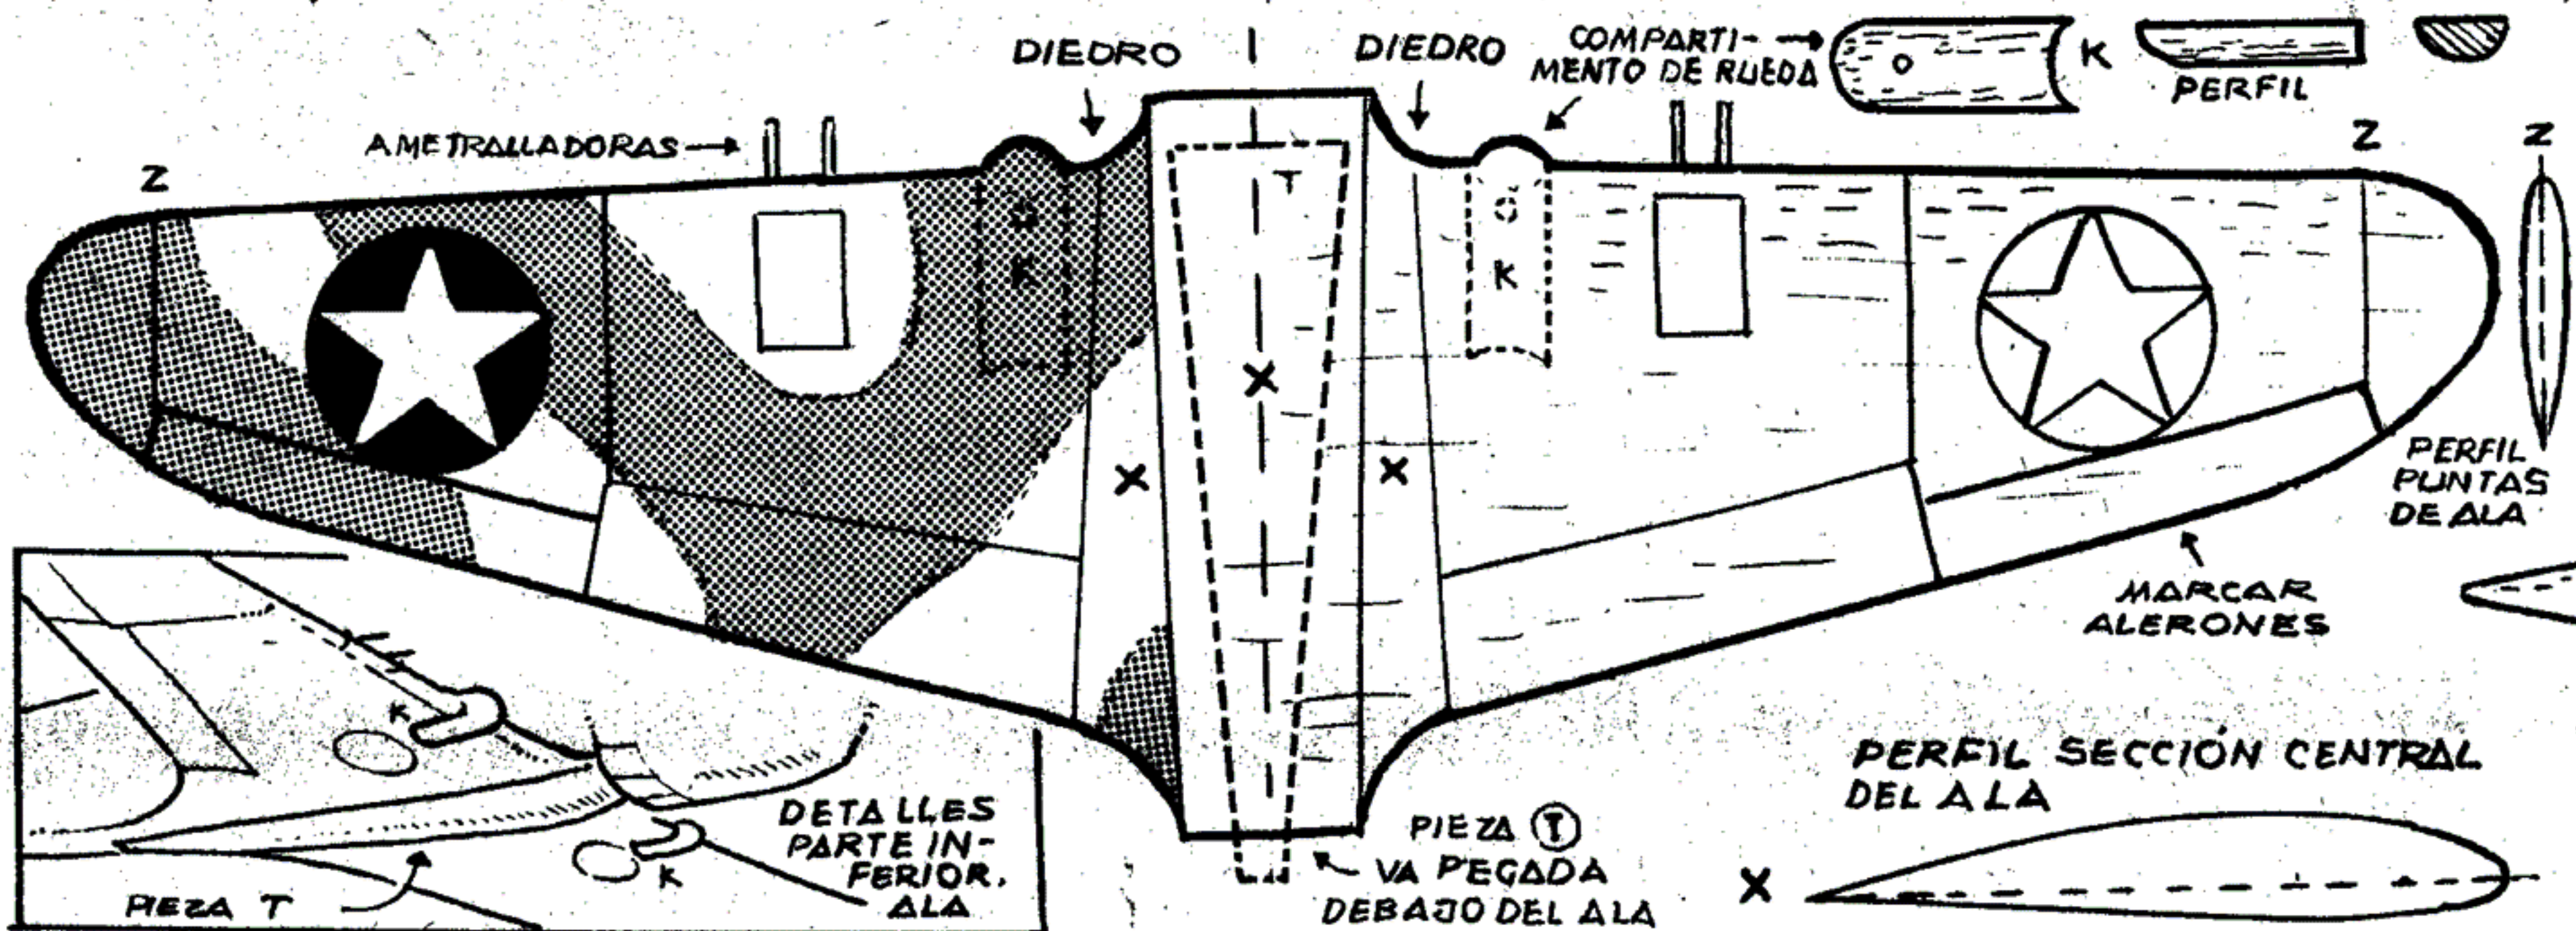 DIEDRO
DIEDRO
COMPARTI-
MENTO DE RUEDA
K
PERFIL
AMETRALLADORAS
Z
Z
Z
T
K
K
X
X
X
PERFIL
PUNTAS
DE ALA
MARCAR
ALERONES
K
K
PIEZA T
DETALLES
PARTE IN-
FERIOR.
ALA
PIEZA T
VA PEGADA
DEBAJO DEL ALA
PERFIL SECCIÓN CENTRAL
DEL ALA
X